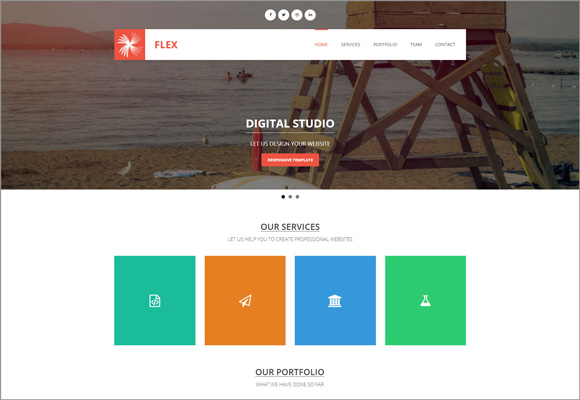 FLEX
HOME SERVICES PORTFOLIO TEAM CONTACT
DIGITAL STUDIO
LET US DESIGN YOUR WEBSITE
RESPONSIVE TEMPLATE
OUR SERVICES
LET US HELP YOU TO CREATE PROFESSIONAL WEBSITES
OUR PORTFOLIO
WHAT WE HAVE DONE SO FAR